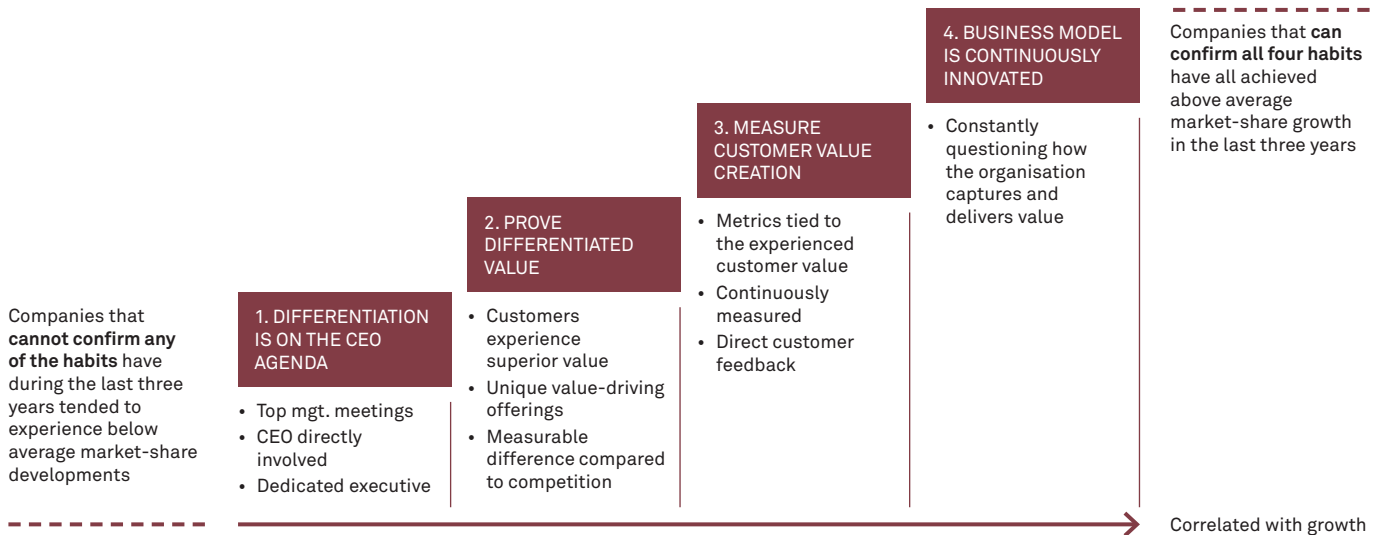 Companies that
cannot confirm any
of the habits have
during the last three
years tended to
experience below
average market-share
developments
1. DIFFERENTIATION
IS ON THE CEO
AGENDA
• Top mgt. meetings
• CEO directly
involved
• Dedicated executive
2. PROVE
DIFFERENTIATED
VALUE
• Customers
experience
superior value
• Unique value-driving
offerings
• Measurable
difference compared
to competition
3. MEASURE
CUSTOMER VALUE
CREATION
• Metrics tied to
the experienced
customer value
• Continuously
measured
• Direct customer
feedback
4. BUSINESS MODEL
IS CONTINUOUSLY
INNOVATED
• Constantly
questioning how
the organisation
captures and
delivers value
Companies that can
confirm all four habits
have all achieved
above average
market-share growth
in the last three years
Correlated with growth